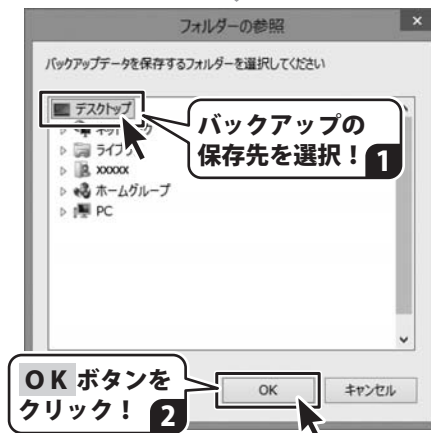 フォルダーの参照
×
バックアップデータを保存するフォルダーを選択してください
デスクトップ
バックアップの
保存先を選択！
1
ライブラリ
xxxxx
ホームグループ
PC
OKボタンを
クリック！
2
OK
キャンセル